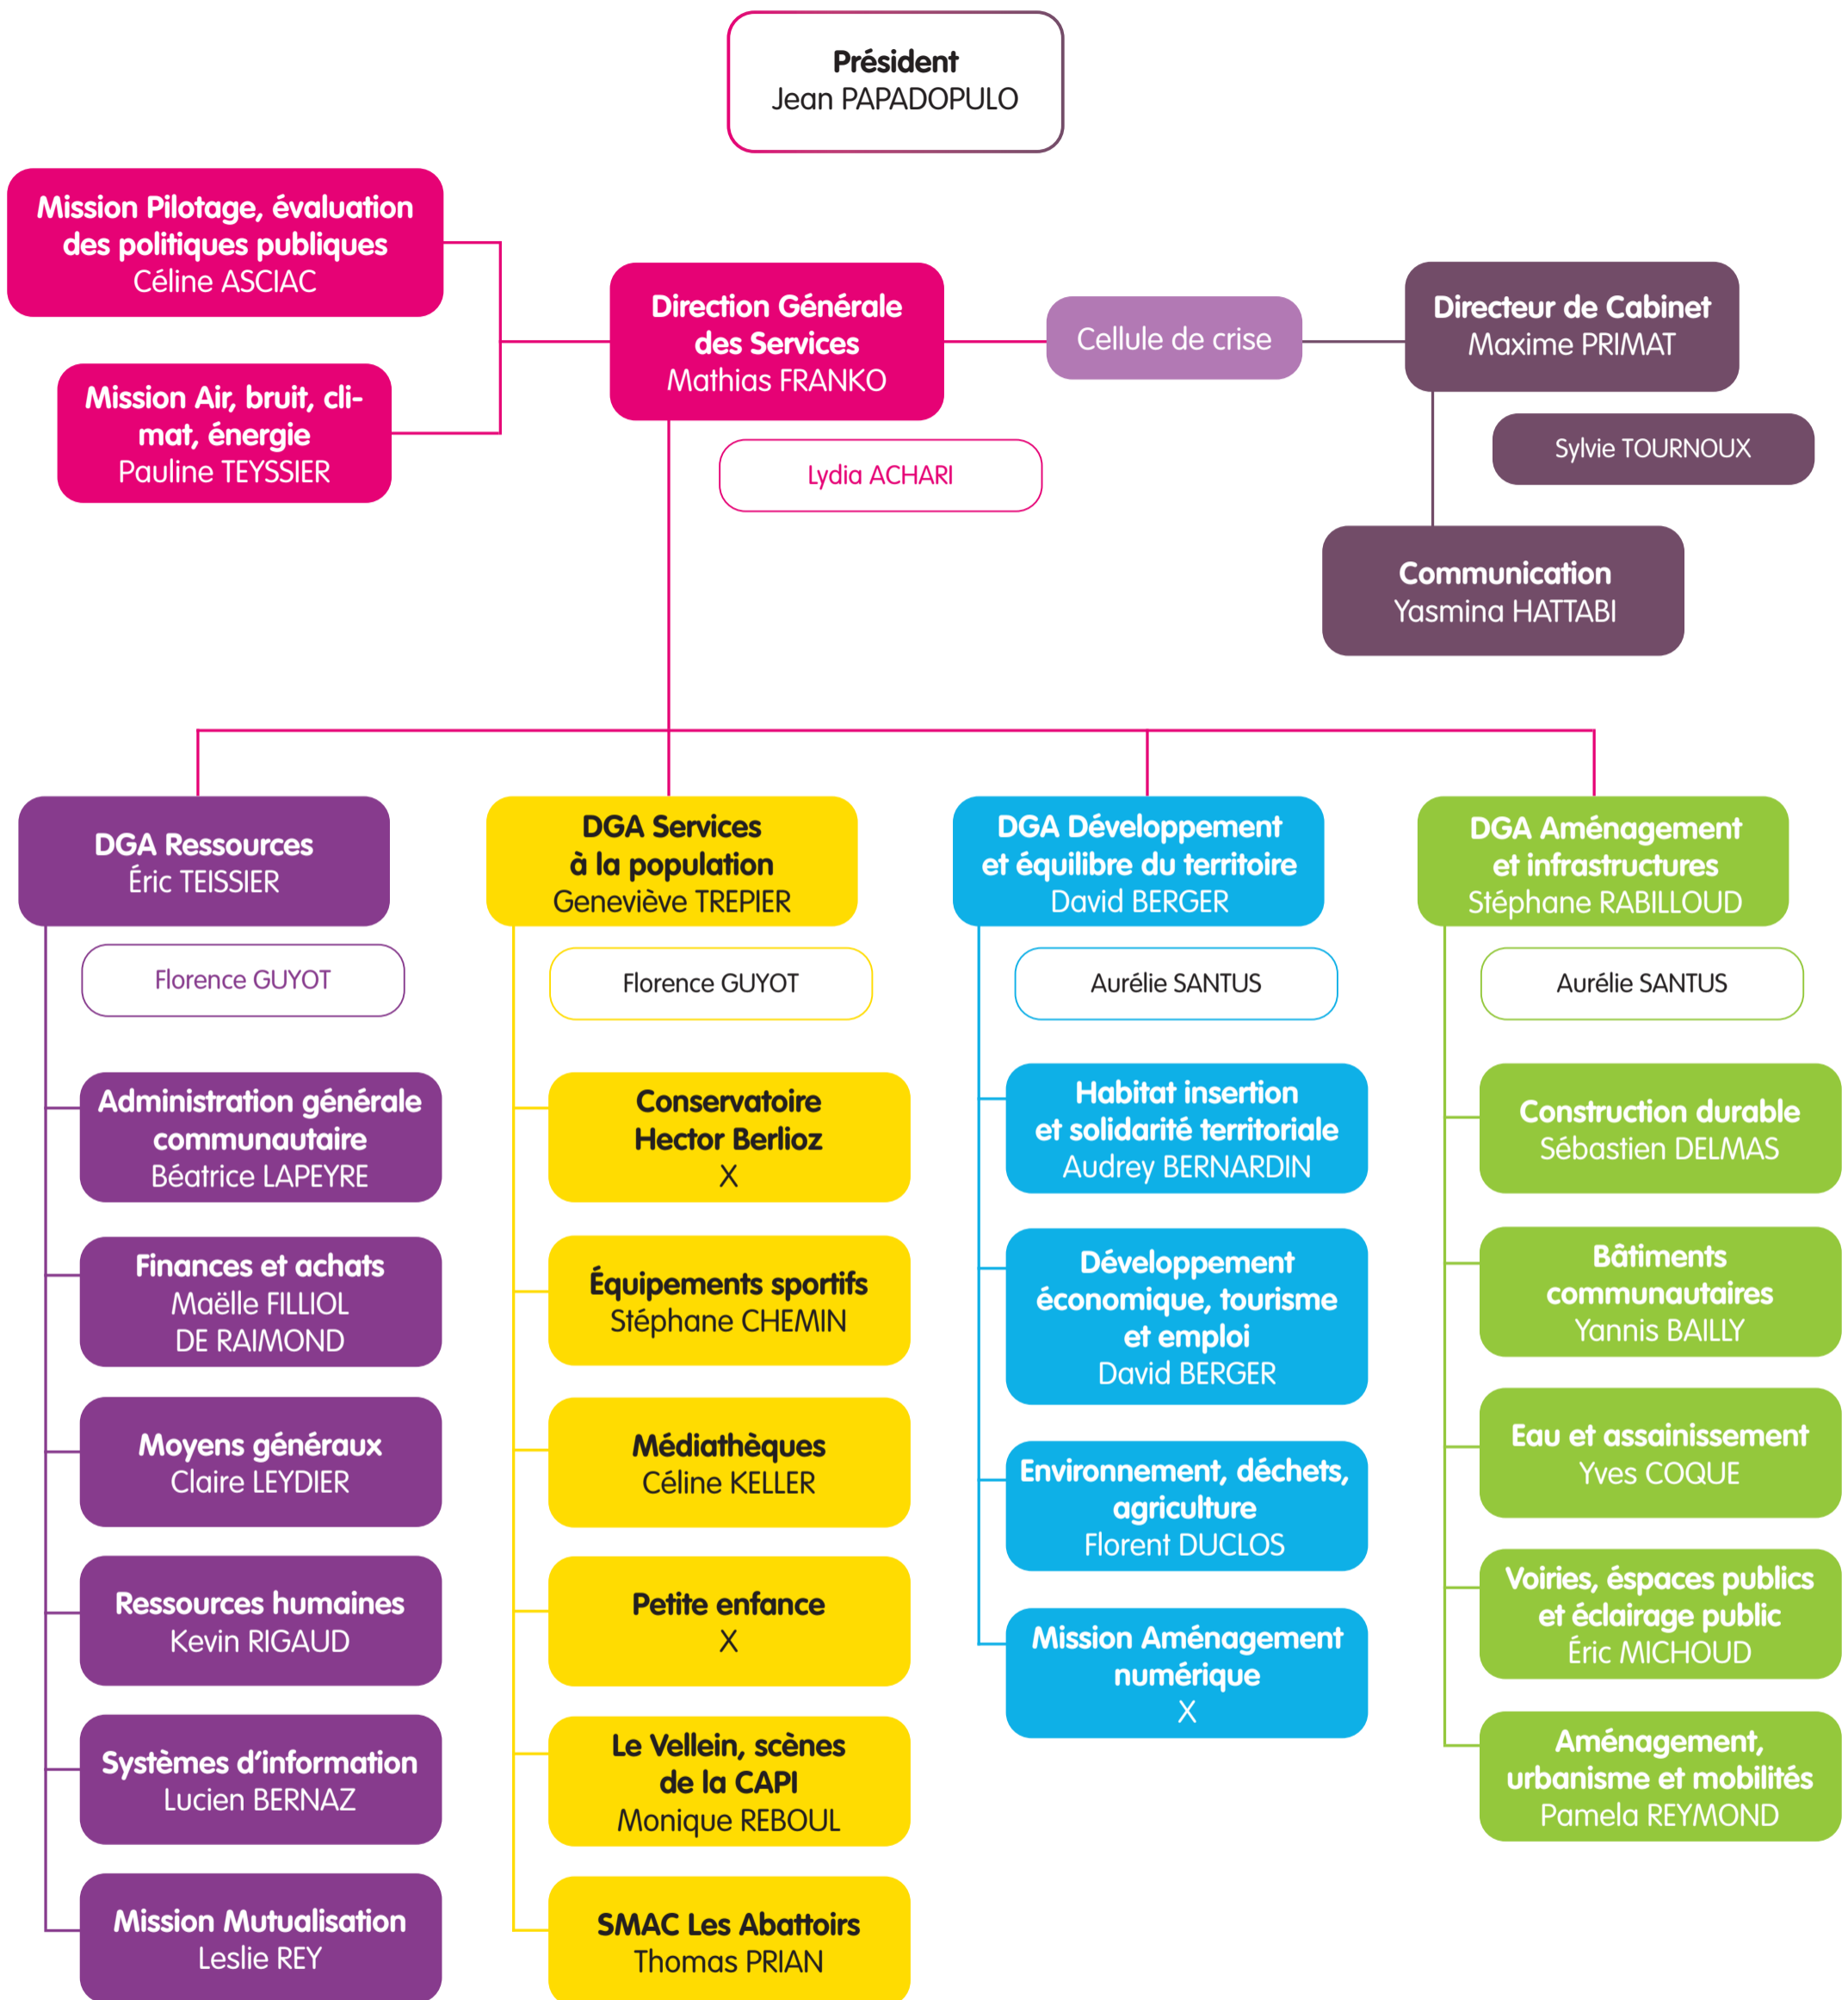 Président
Jean PAPADOPULO
Mission Pilotage, évaluation
des politiques publiques
Céline ASCIAC
Mission Air, bruit, cli-
mat, énergie
Pauline TEYSSIER
Direction Générale
des Services
Mathias FRANKO
Lydia ACHARI
Cellule de crise
Directeur de Cabinet
Maxime PRIMAT
Sylvie TOURNOUX
Communication
Yasmina HATTABI
DGA Ressources
Éric TEISSIER
Florence GUYOT
Administration générale
communautaire
Béatrice LAPEYRE
Finances et achats
Maëlle FILLIOL
DE RAIMOND
Moyens généraux
Claire LEYDIER
Ressources humaines
Kevin RIGAUD
Systèmes d’information
Lucien BERNAZ
Mission Mutualisation
Leslie REY
DGA Services
à la population
Geneviève TREPIER
Florence GUYOT
Conservatoire
Hector Berlioz
X
Équipements sportifs
Stéphane CHEMIN
Médiathèques
Céline KELLER
Petite enfance
X
Le Vellein, scènes
de la CAPI
Monique REBOUL
SMAC Les Abattoirs
Thomas PRIAN
DGA Développement
et équilibre du territoire
David BERGER
Aurélie SANTUS
Habitat insertion
et solidarité territoriale
Audrey BERNARDIN
Développement
économique, tourisme
et emploi
David BERGER
Environnement, déchets,
agriculture
Florent DUCLOS
Mission Aménagement
numérique
X
DGA Aménagement
et infrastructures
Stéphane RABILLOUD
Aurélie SANTUS
Construction durable
Sébastien DELMAS
Bâtiments
communautaires
Yannis BAILLY
Eau et assainissement
Yves COQUE
Voiries, éspaces publics
et éclairage public
Éric MICHOUD
Aménagement,
urbanisme et mobilités
Pamela REYMOND